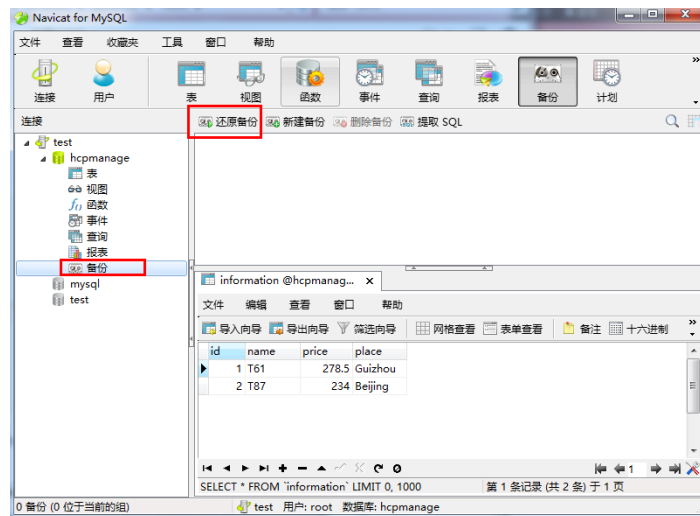 Navicat for MySQL
文件 查看 收藏夹 工具 窗口 帮助
连接 用户 表 视图 函数 事件 查询 报表 备份 计划
连接
还原备份 新建备份 删除备份 提取 SQL
test
hcpmanage
表
视图
函数
事件
查询
报表
备份
mysql
test
information @hcpmanag...
文件 编辑 查看 窗口 帮助
导入向导 导出向导 筛选向导 网格查看 表单查看 备注 十六进制
id name price place
1 T61 278.5 Guizhou
2 T87 234 Beijing
1
SELECT * FROM `information` LIMIT 0, 1000 第 1 条记录 (共 2 条) 于 1 页
0 备份 (0 位于当前的组) test 用户: root 数据库: hcpmanage